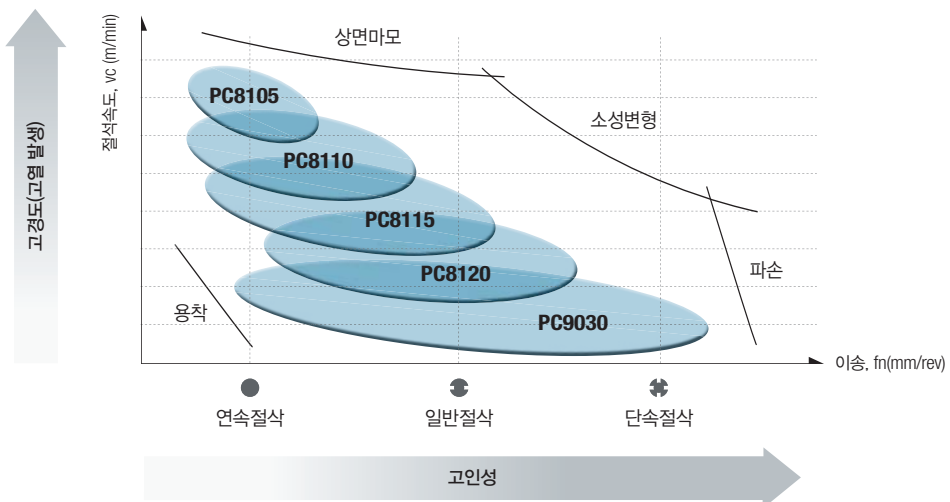 고경도(고열 발생)
절삭속도, vc (m/min)
상면마모
PC8105
소성변형
PC8110
PC8115
PC8120
파손
용착
PC9030
이송, fn(mm/rev)
연속절삭
일반절삭
단속절삭
고인성